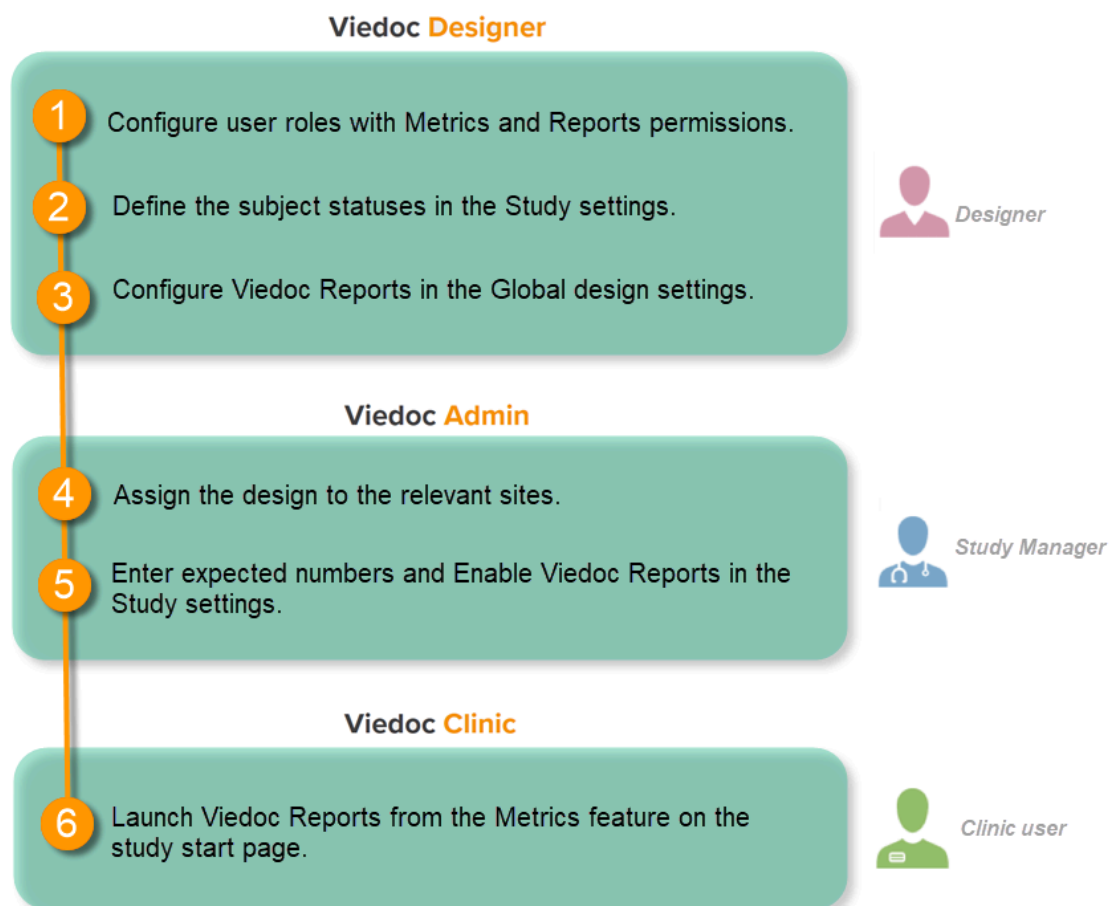 Viedoc Designer
1 Configure user roles with Metrics and Reports permissions.
2 Define the subject statuses in the Study settings.
Designer
3 Configure Viedoc Reports in the Global design settings.
Viedoc Admin
4 Assign the design to the relevant sites.
Study Manager
5 Enter expected numbers and Enable Viedoc Reports in the
Study settings.
Viedoc Clinic
6 Launch Viedoc Reports from the Metrics feature on the
study start page.
Clinic user